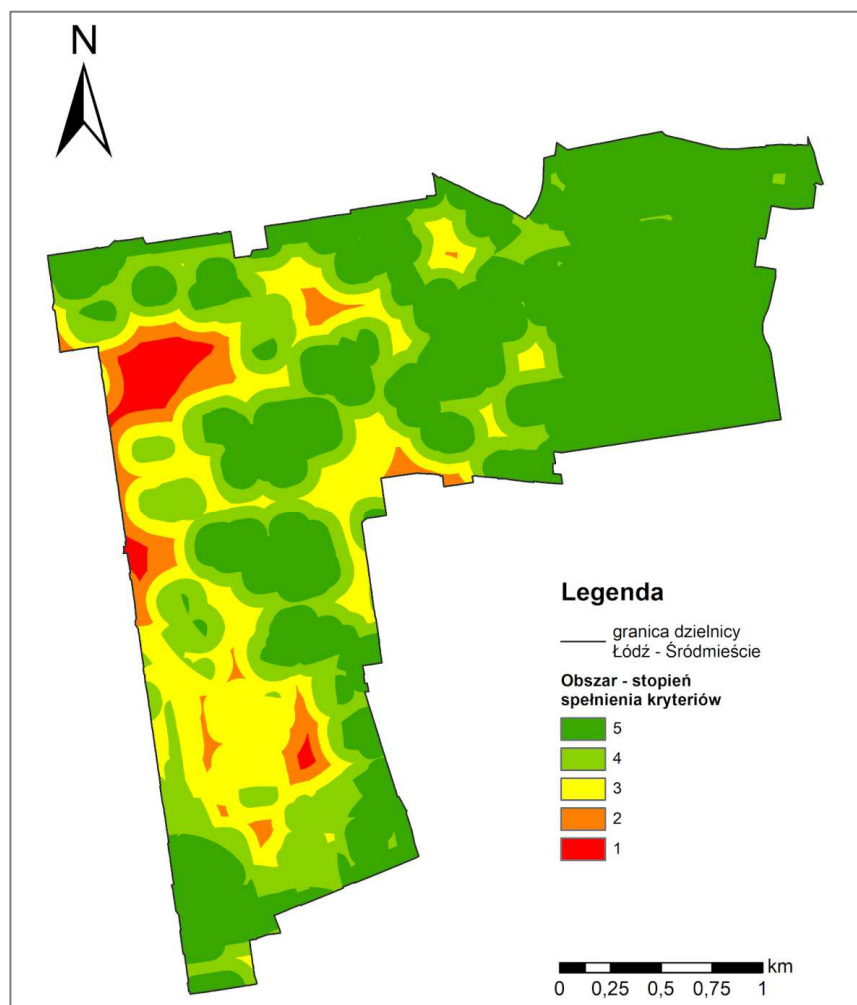 N
Legenda
granica dzielnicy
Łódź - Śródmieście
Obszar - stopień
spełnienia kryteriów
5
4
3
2
1
km
0 0,25 0,5 0,75 1